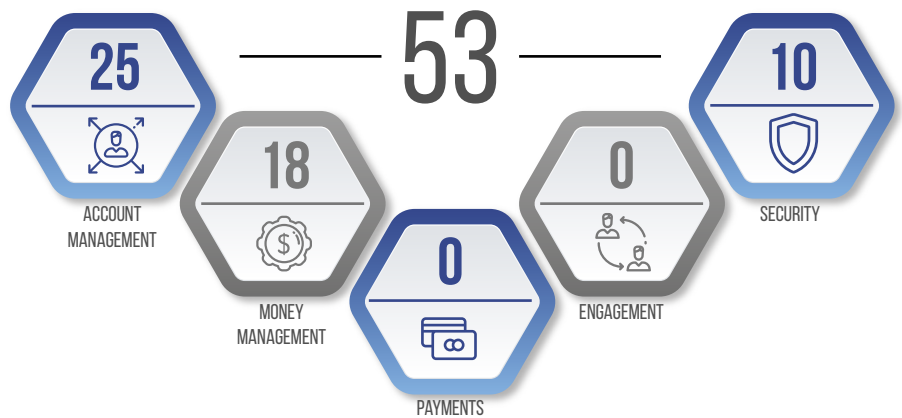 53
25
ACCOUNT
MANAGEMENT
18
$
MONEY
MANAGEMENT
0
PAYMENTS
0
ENGAGEMENT
10
SECURITY